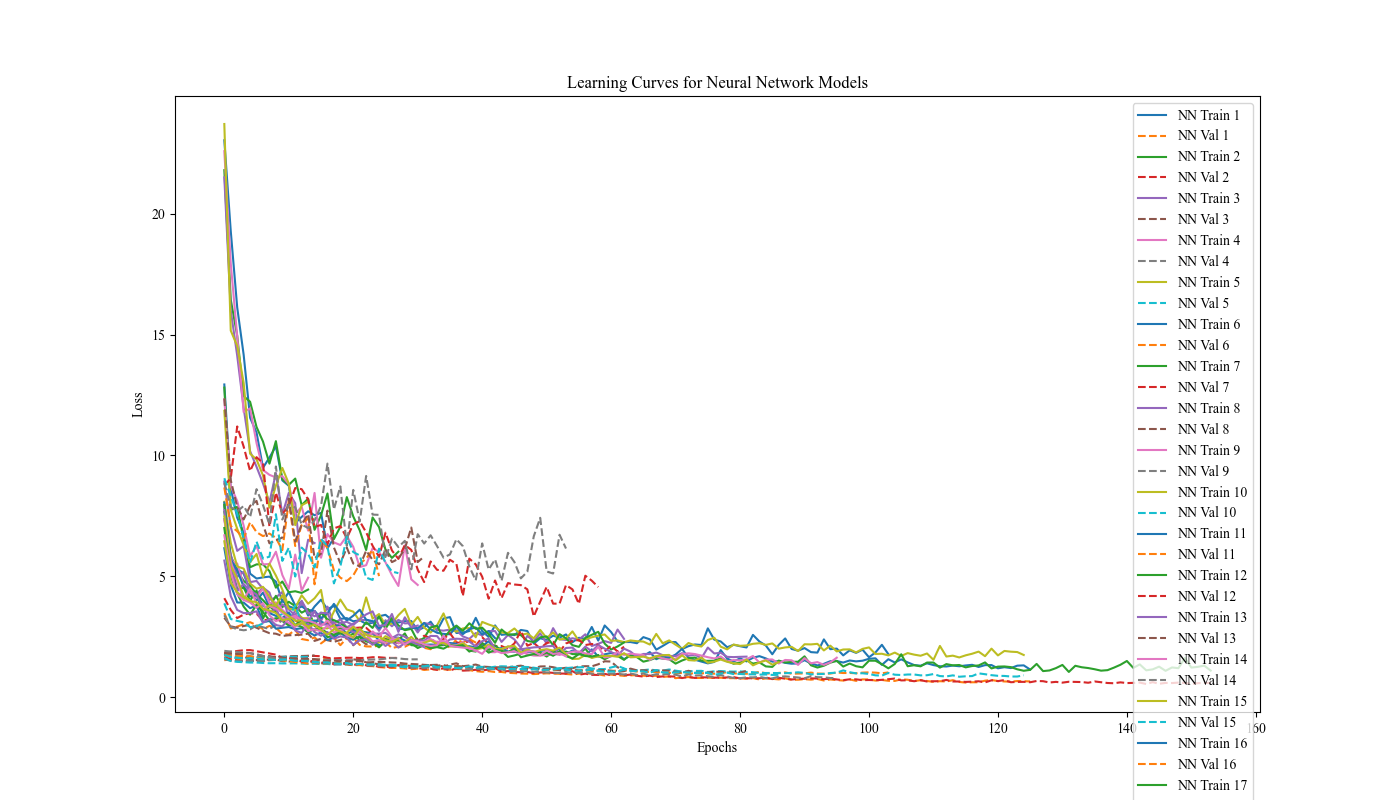 Learning Curves for Neural Network Models
Loss
20
15
10
5
0
0 20 40 60 80 100 120 140 160
Epochs
NN Train 1
NN Val 1
NN Train 2
NN Val 2
NN Train 3
NN Val 3
NN Train 4
NN Val 4
NN Train 5
NN Val 5
NN Train 6
NN Val 6
NN Train 7
NN Val 7
NN Train 8
NN Val 8
NN Train 9
NN Val 9
NN Train 10
NN Val 10
NN Train 11
NN Val 11
NN Train 12
NN Val 12
NN Train 13
NN Val 13
NN Train 14
NN Val 14
NN Train 15
NN Val 15
NN Train 16
NN Val 16
NN Train 17